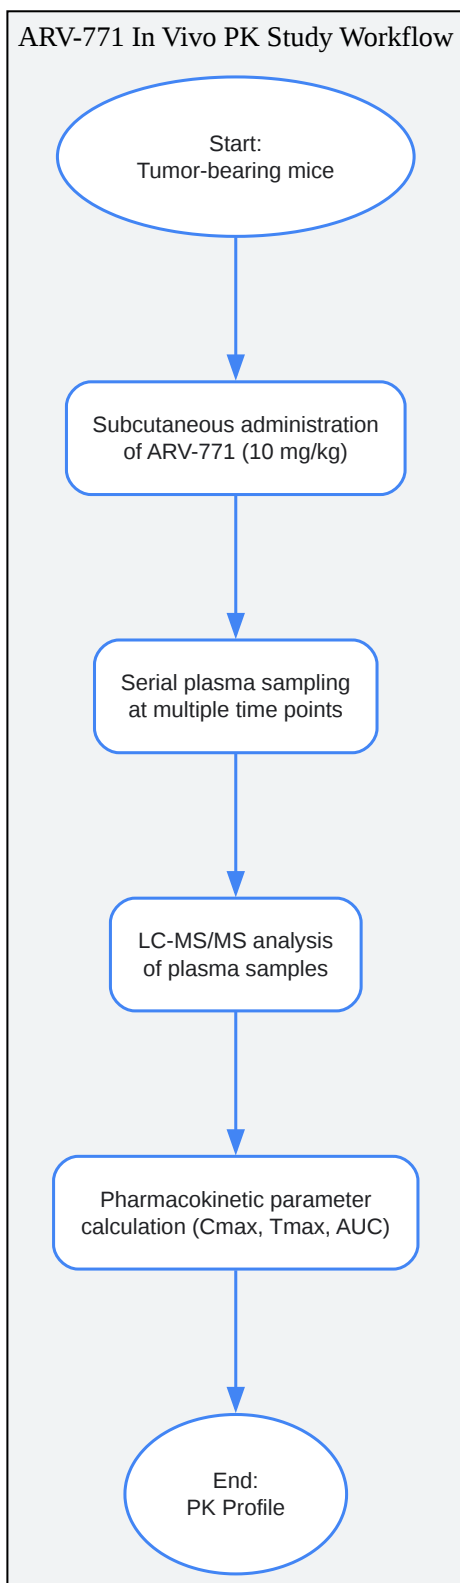 ARV-771 In Vivo PK Study Workflow
Start:
Tumor-bearing mice
Subcutaneous administration
of ARV-771 (10 mg/kg)
Serial plasma sampling
at multiple time points
LC-MS/MS analysis
of plasma samples
Pharmacokinetic parameter
calculation (Cmax, Tmax, AUC)
End:
PK Profile